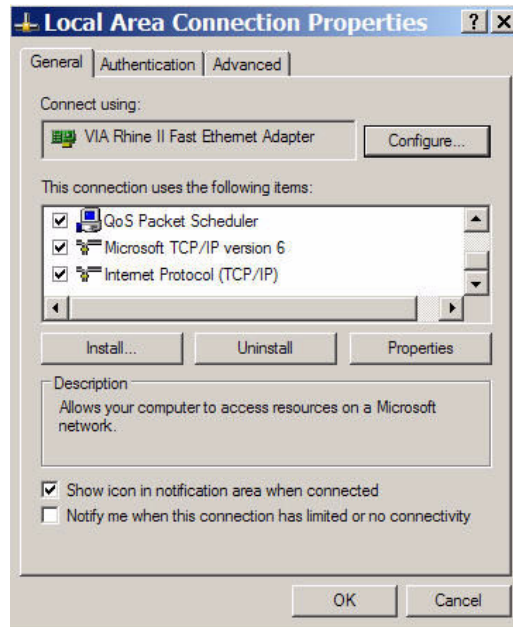 Local Area Connection Properties
General Authentication Advanced
Connect using:
VIA Rhine II Fast Ethernet Adapter Configure...
This connection uses the following items:
QoS Packet Scheduler
Microsoft TCP/IP version 6
Internet Protocol (TCP/IP)
Install... Uninstall Properties
Description
Allows your computer to access resources on a Microsoft
network.
Show icon in notification area when connected
Notify me when this connection has limited or no connectivity
OK Cancel